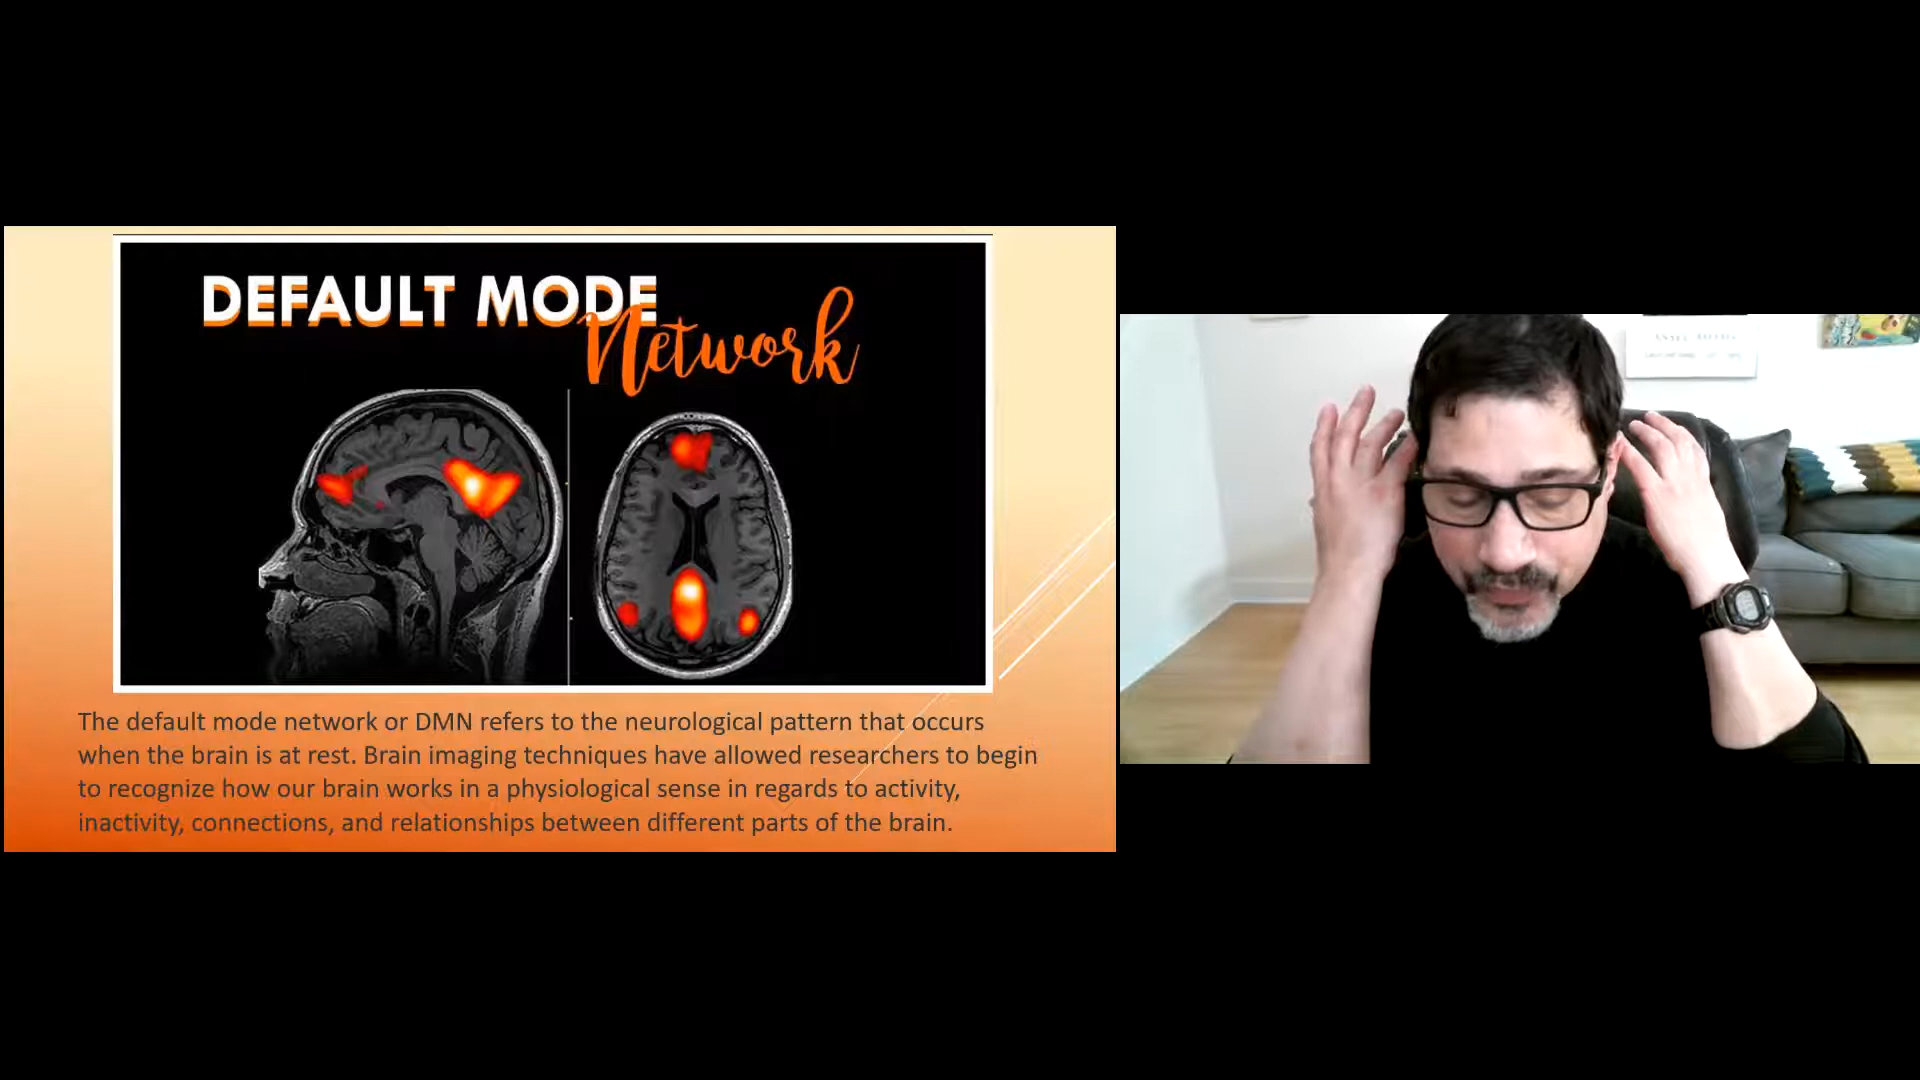 DEFAULT MODE
Network
The default mode network or DMN refers to the neurological pattern that occurs
when the brain is at rest. Brain imaging techniques have allowed researchers to begin
to recognize how our brain works in a physiological sense in regards to activity,
inactivity, connections, and relationships between different parts of the brain.
ANSEL ADAMS